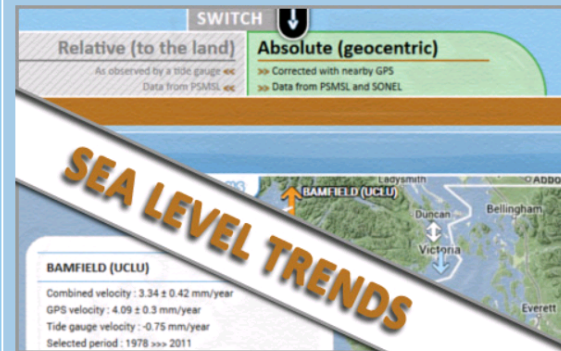 SWITCH
Relative (to the land)
As observed by a tide gauge <<
Data from PSMSL <<
Absolute (geocentric)
>> Corrected with nearby GPS
>> Data from PSMSL and SONEL
SEA LEVEL TRENDS
BAMFIELD (UCLU)
Ladysmith
Duncan
Bellingham
Victoria
Everett
BAMFIELD (UCLU)
Combined velocity : 3.34 ± 0.42 mm/year
GPS velocity : 4.09 ± 0.3 mm/year
Tide gauge velocity : -0.75 mm/year
Selected period : 1978 >>> 2011